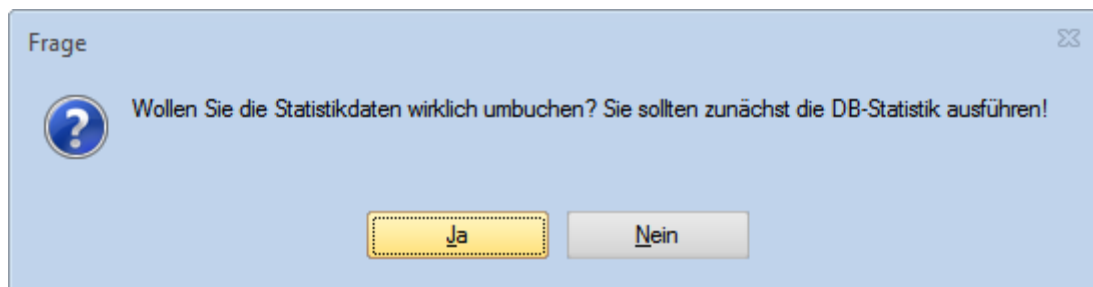 Frage
Wollen Sie die Statistikdaten wirklich umbuchen? Sie sollten zunächst die DB-Statistik ausführen!
Ja
Nein